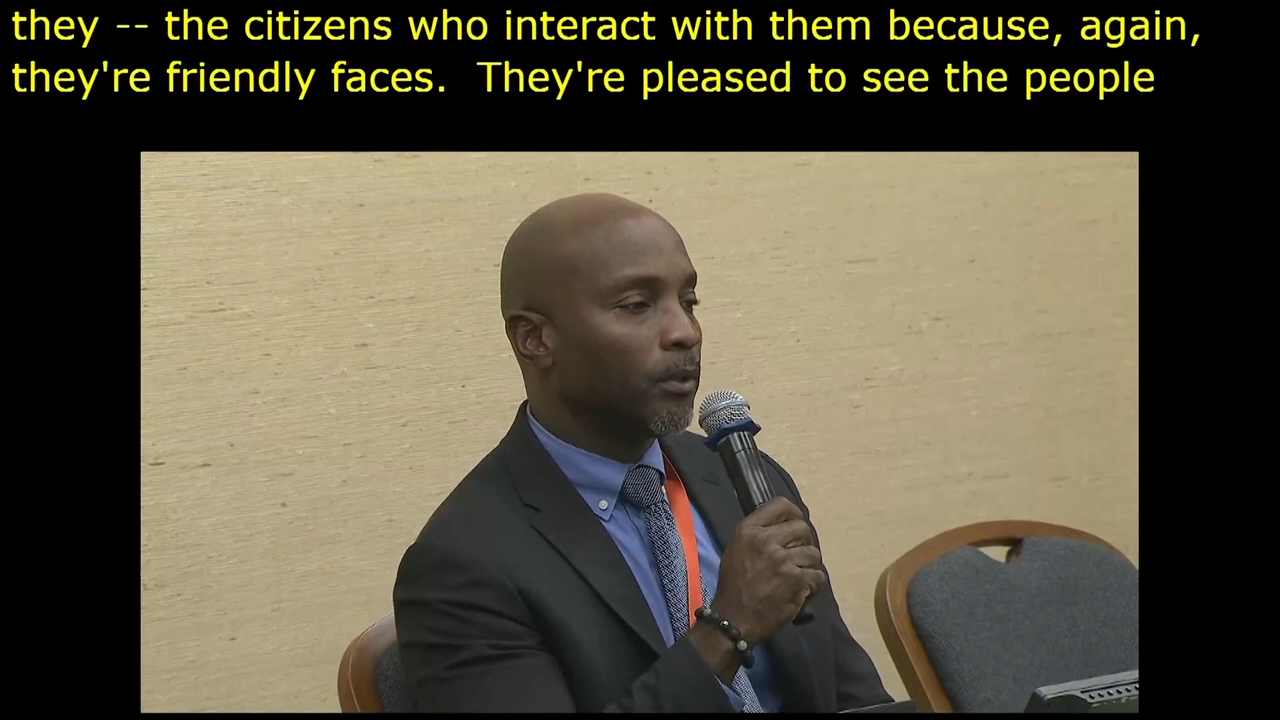 they -- the citizens who interact with them because, again,
they're friendly faces.  They're pleased to see the people